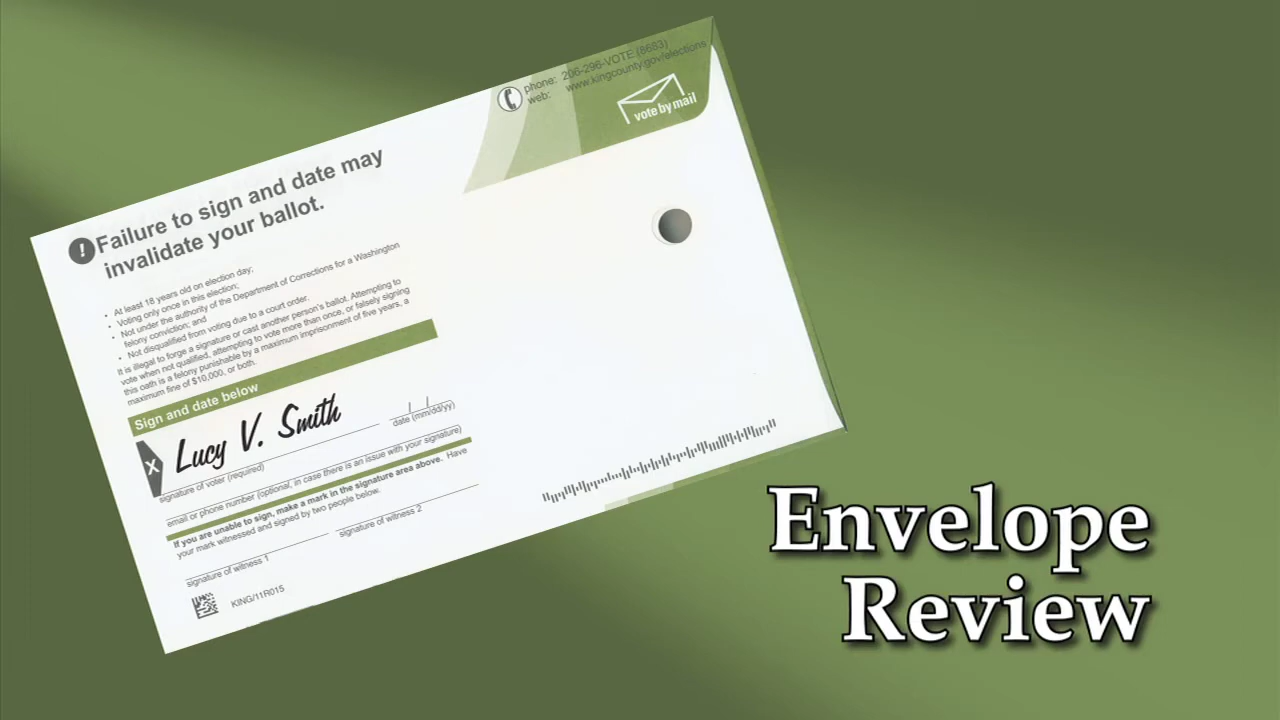 phone: 206-296-VOTE (8683)
web: www.kingcounty.gov/elections
vote by mail
! Failure to sign and date may
invalidate your ballot.
• At least 18 years old on election day;
• Voting only once in this election;
• Not under the authority of the Department of Corrections for a Washington
felony conviction; and
• Not disqualified from voting due to a court order.
It is illegal to forge a signature or cast another person's ballot. Attempting to
vote when not qualified, attempting to vote more than once, or falsely signing
this oath is a felony punishable by a maximum imprisonment of five years, a
maximum fine of $10,000, or both.
Sign and date below
X Lucy V. Smith / /
signature of voter (required) date (mm/dd/yy)
email or phone number (optional, in case there is an issue with your signature)
If you are unable to sign, make a mark in the signature area above. Have
your mark witnessed and signed by two people below.
signature of witness 1 signature of witness 2
KING/11R015
Envelope
Review